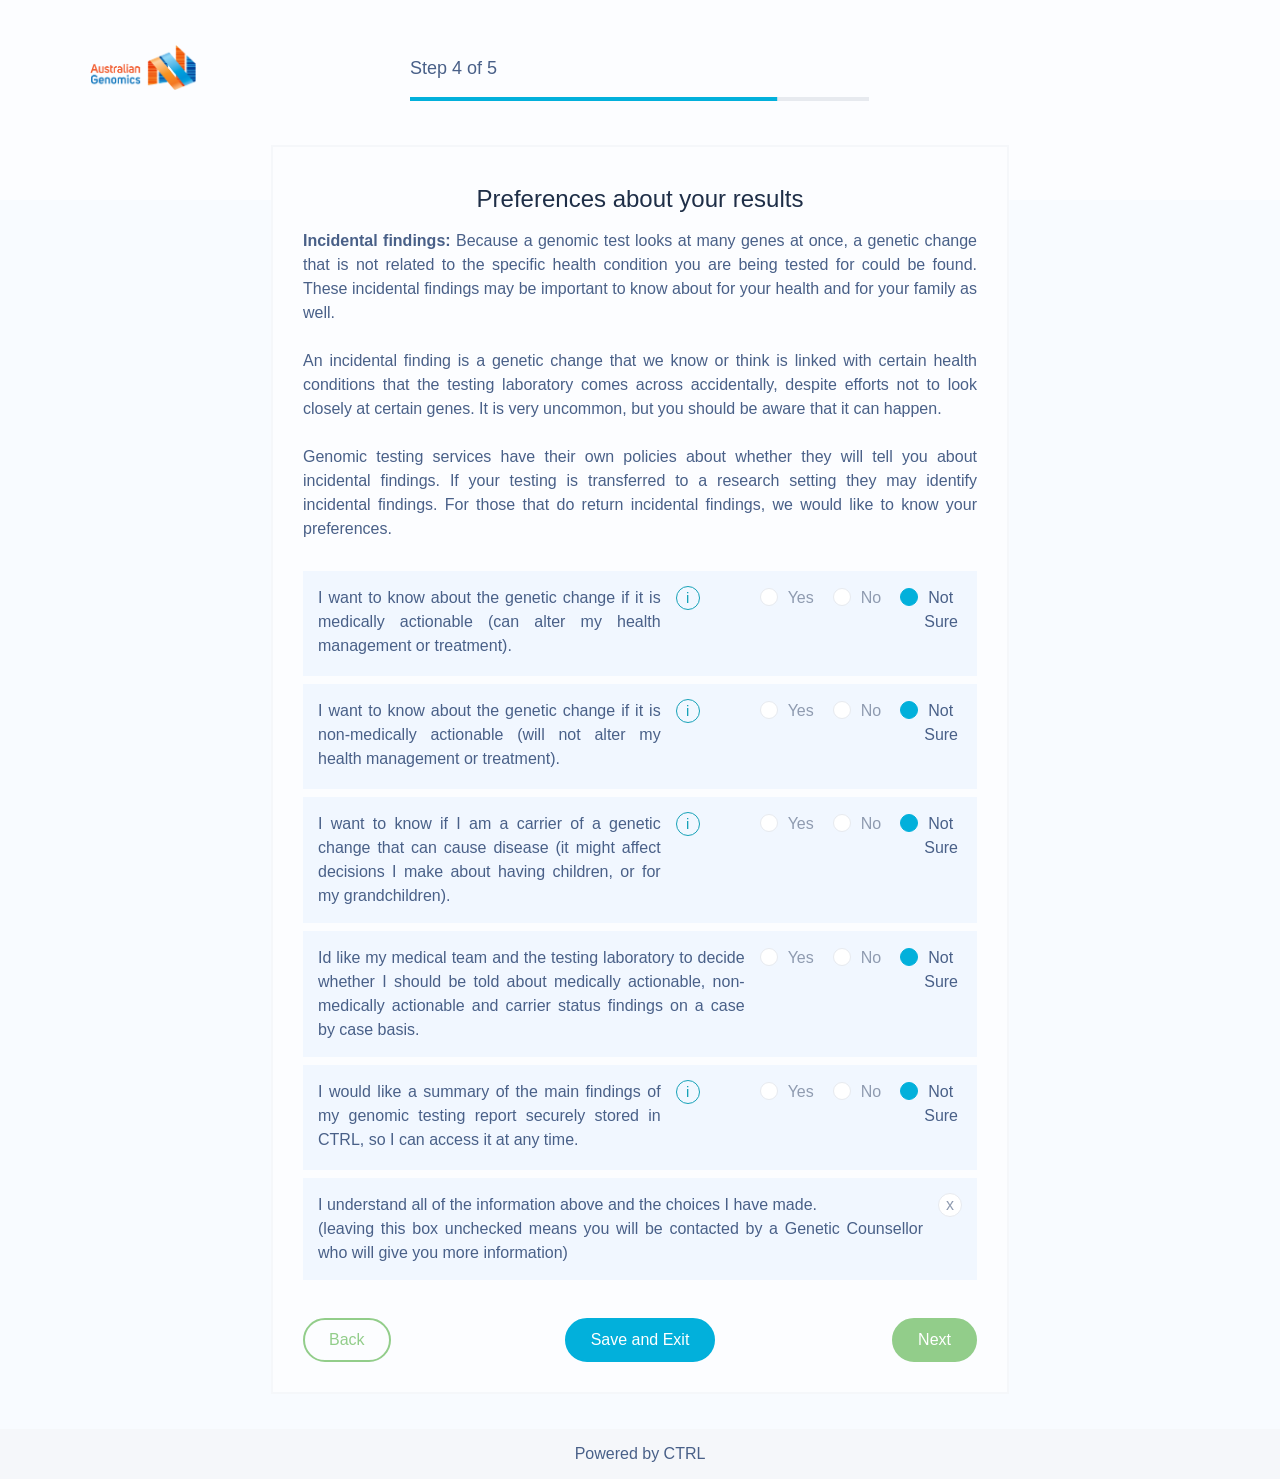 Australian
Genomics
Step 4 of 5
Preferences about your results
Incidental findings: Because a genomic test looks at many genes at once, a genetic change
that is not related to the specific health condition you are being tested for could be found.
These incidental findings may be important to know about for your health and for your family as
well.
An incidental finding is a genetic change that we know or think is linked with certain health
conditions that the testing laboratory comes across accidentally, despite efforts not to look
closely at certain genes. It is very uncommon, but you should be aware that it can happen.
Genomic testing services have their own policies about whether they will tell you about
incidental findings. If your testing is transferred to a research setting they may identify
incidental findings. For those that do return incidental findings, we would like to know your
preferences.
I want to know about the genetic change if it is i Yes No Not
medically actionable (can alter my health Sure
management or treatment).
I want to know about the genetic change if it is i Yes No Not
non-medically actionable (will not alter my Sure
health management or treatment).
I want to know if I am a carrier of a genetic i Yes No Not
change that can cause disease (it might affect Sure
decisions I make about having children, or for
my grandchildren).
Id like my medical team and the testing laboratory to decide Yes No Not
whether I should be told about medically actionable, non- Sure
medically actionable and carrier status findings on a case
by case basis.
I would like a summary of the main findings of i Yes No Not
my genomic testing report securely stored in Sure
CTRL, so I can access it at any time.
I understand all of the information above and the choices I have made. x
(leaving this box unchecked means you will be contacted by a Genetic Counsellor
who will give you more information)
Back Save and Exit Next
Powered by CTRL